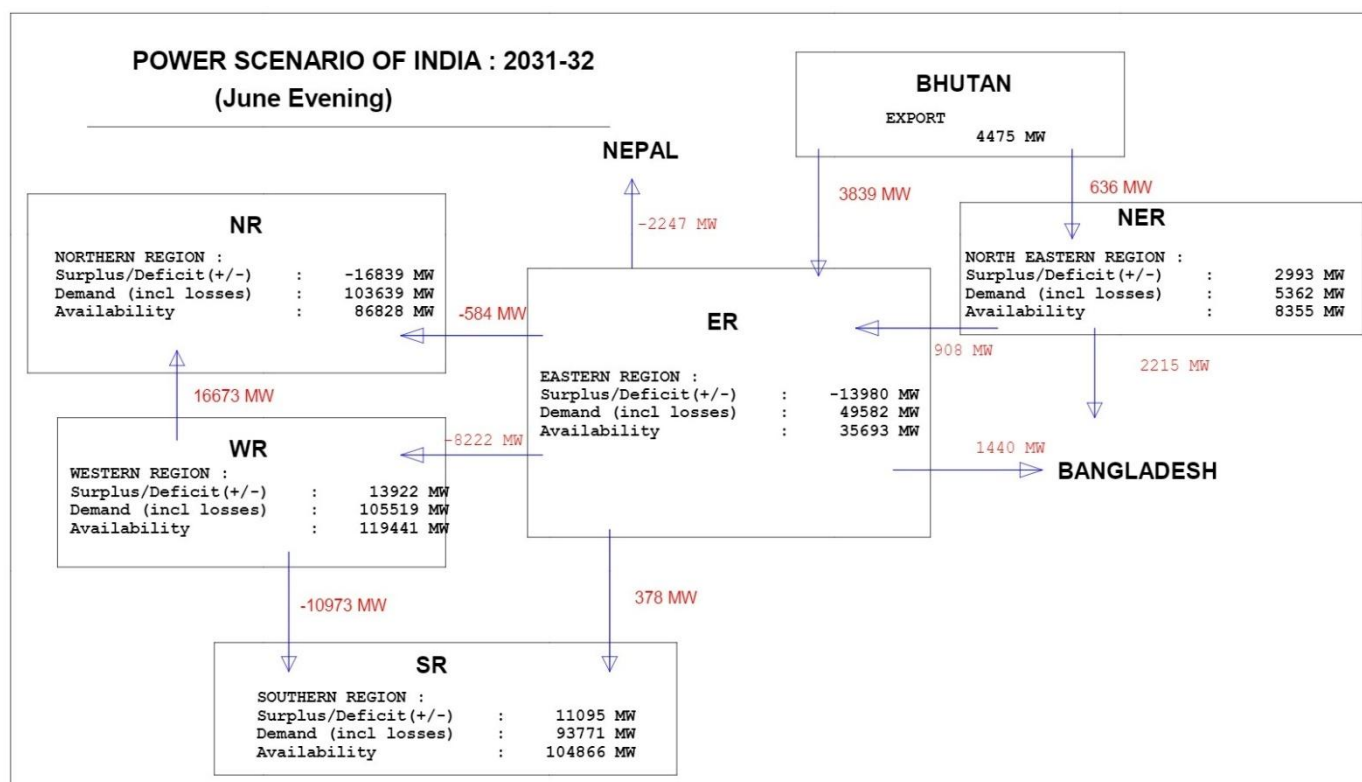 POWER SCENARIO OF INDIA : 2031-32
(June Evening)
BHUTAN
EXPORT
4475 MW
NEPAL
3839 MW
636 MW
-2247 MW
NR
NORTHERN REGION :
Surplus/Deficit(+/-) : -16839 MW
Demand (incl losses) : 103639 MW
Availability : 86828 MW
NER
NORTH EASTERN REGION :
Surplus/Deficit(+/-) : 2993 MW
Demand (incl losses) : 5362 MW
Availability : 8355 MW
-584 MW
ER
EASTERN REGION :
Surplus/Deficit(+/-) : -13980 MW
Demand (incl losses) : 49582 MW
Availability : 35693 MW
908 MW
2215 MW
16673 MW
-8222 MW
1440 MW
BANGLADESH
WR
WESTERN REGION :
Surplus/Deficit(+/-) : 13922 MW
Demand (incl losses) : 105519 MW
Availability : 119441 MW
-10973 MW
378 MW
SR
SOUTHERN REGION :
Surplus/Deficit(+/-) : 11095 MW
Demand (incl losses) : 93771 MW
Availability : 104866 MW